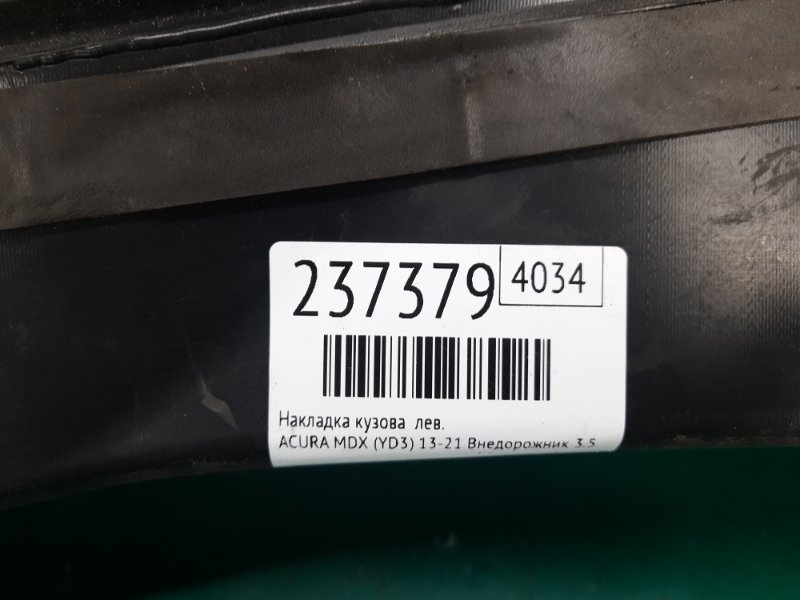 237379 4034
Накладка кузова лев.
ACURA MDX (YD3) 13-21 Внедорожник 3.5